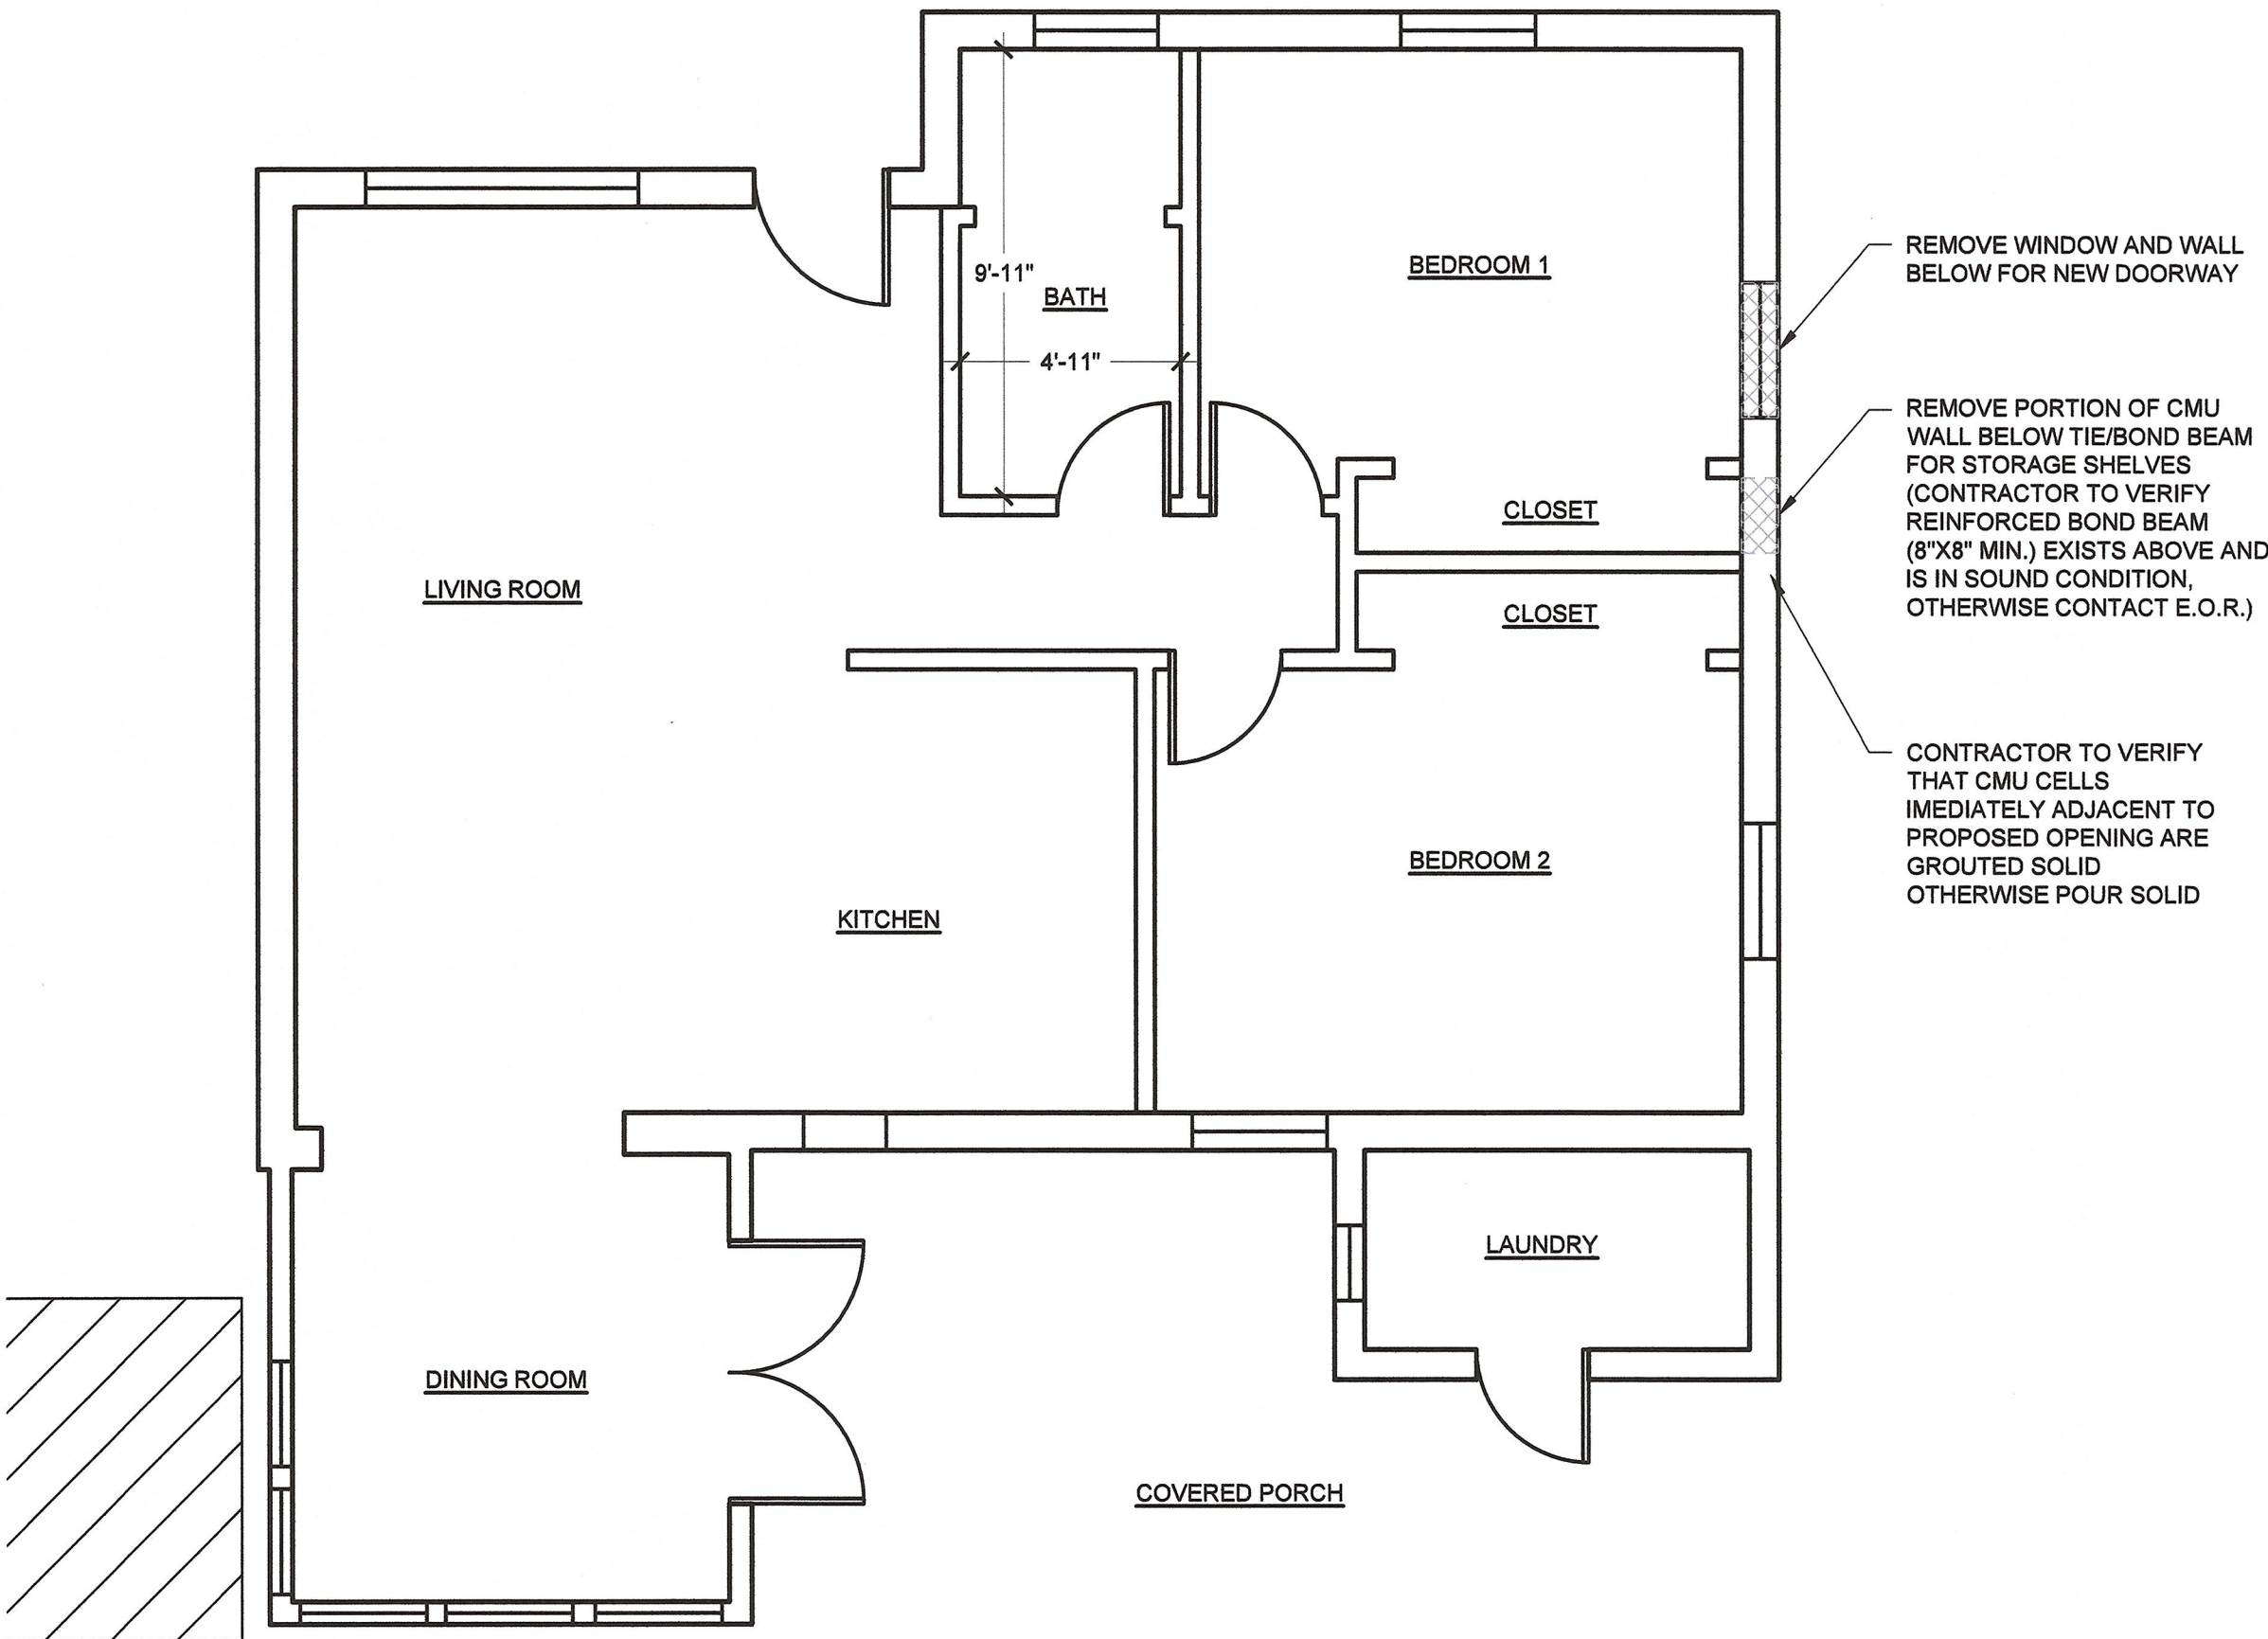 9'-11"
BATH
4'-11"
BEDROOM 1
CLOSET
CLOSET
LIVING ROOM
KITCHEN
BEDROOM 2
LAUNDRY
DINING ROOM
COVERED PORCH
REMOVE WINDOW AND WALL
BELOW FOR NEW DOORWAY
REMOVE PORTION OF CMU
WALL BELOW TIE/BOND BEAM
FOR STORAGE SHELVES
(CONTRACTOR TO VERIFY
REINFORCED BOND BEAM
(8"X8" MIN.) EXISTS ABOVE AND
IS IN SOUND CONDITION,
OTHERWISE CONTACT E.O.R.)
CONTRACTOR TO VERIFY
THAT CMU CELLS
IMEDIATELY ADJACENT TO
PROPOSED OPENING ARE
GROUTED SOLID
OTHERWISE POUR SOLID